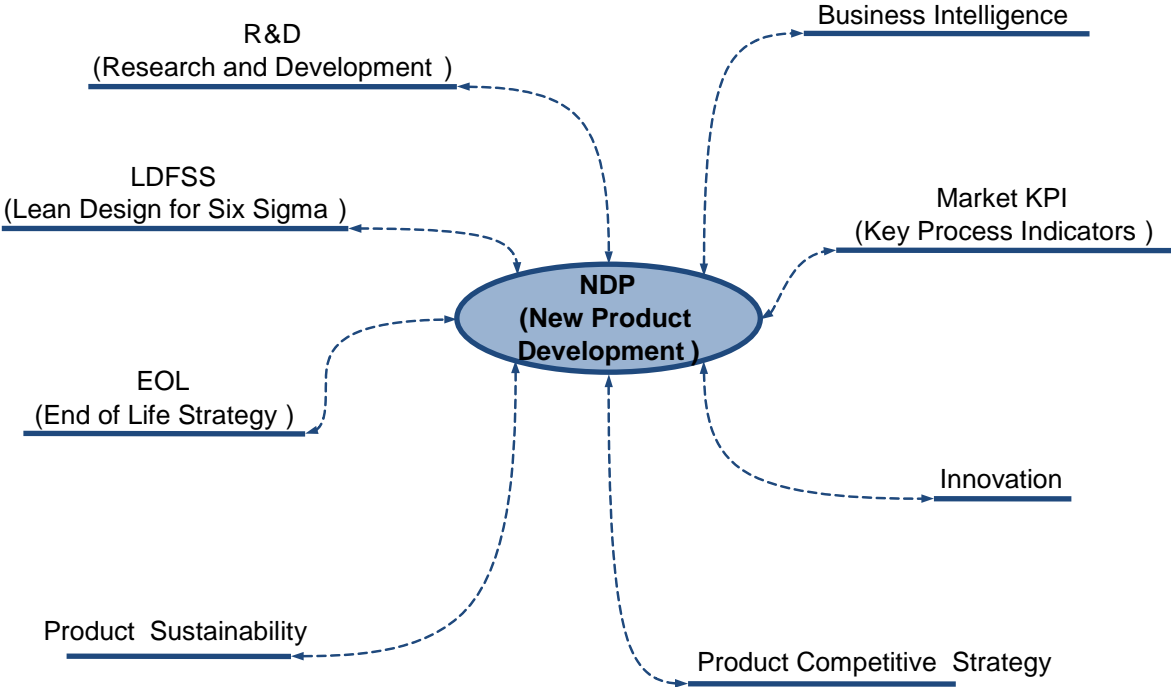 Business Intelligence
R&D
(Research and Development )
LDFSS
(Lean Design for Six Sigma )
Market KPI
(Key Process Indicators )
NDP
(New Product
Development )
EOL
(End of Life Strategy )
Innovation
Product  Sustainability
Product Competitive  Strategy